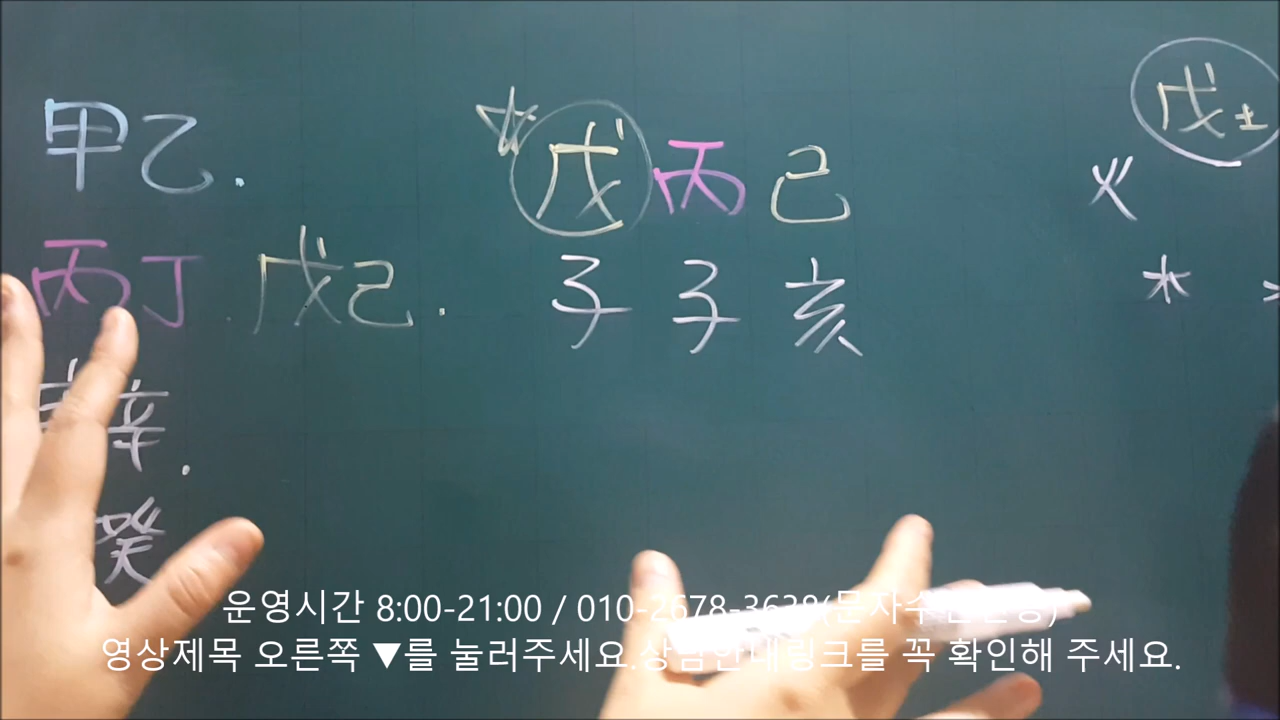 甲乙.
丙丁.戊己.
辛.
癸
☆戊丙己
子子亥
戊土
火
水
운영시간 8:00-21:00 / 010-2678-3638(문자수신전용)
영상제목 오른쪽 ▼를 눌러주세요.상담안내링크를 꼭 확인해 주세요.